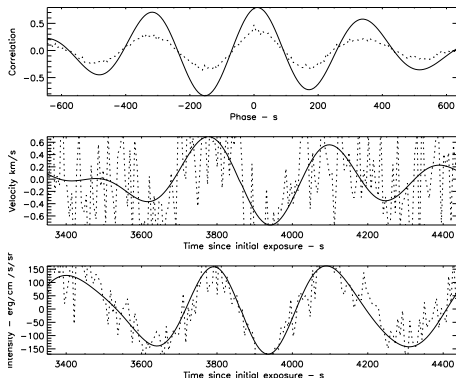 Correlation
0.5
0.0
-0.5
-600 -400 -200 0 200 400 600
Phase - s
Velocity km/s
0.6
0.4
0.2
0.0
-0.2
-0.4
-0.6
3400 3600 3800 4000 4200 4400
Time since initial exposure - s
Intensity - erg/cm /s/sr
150
100
50
0
-50
-100
-150
3400 3600 3800 4000 4200 4400
Time since initial exposure - s